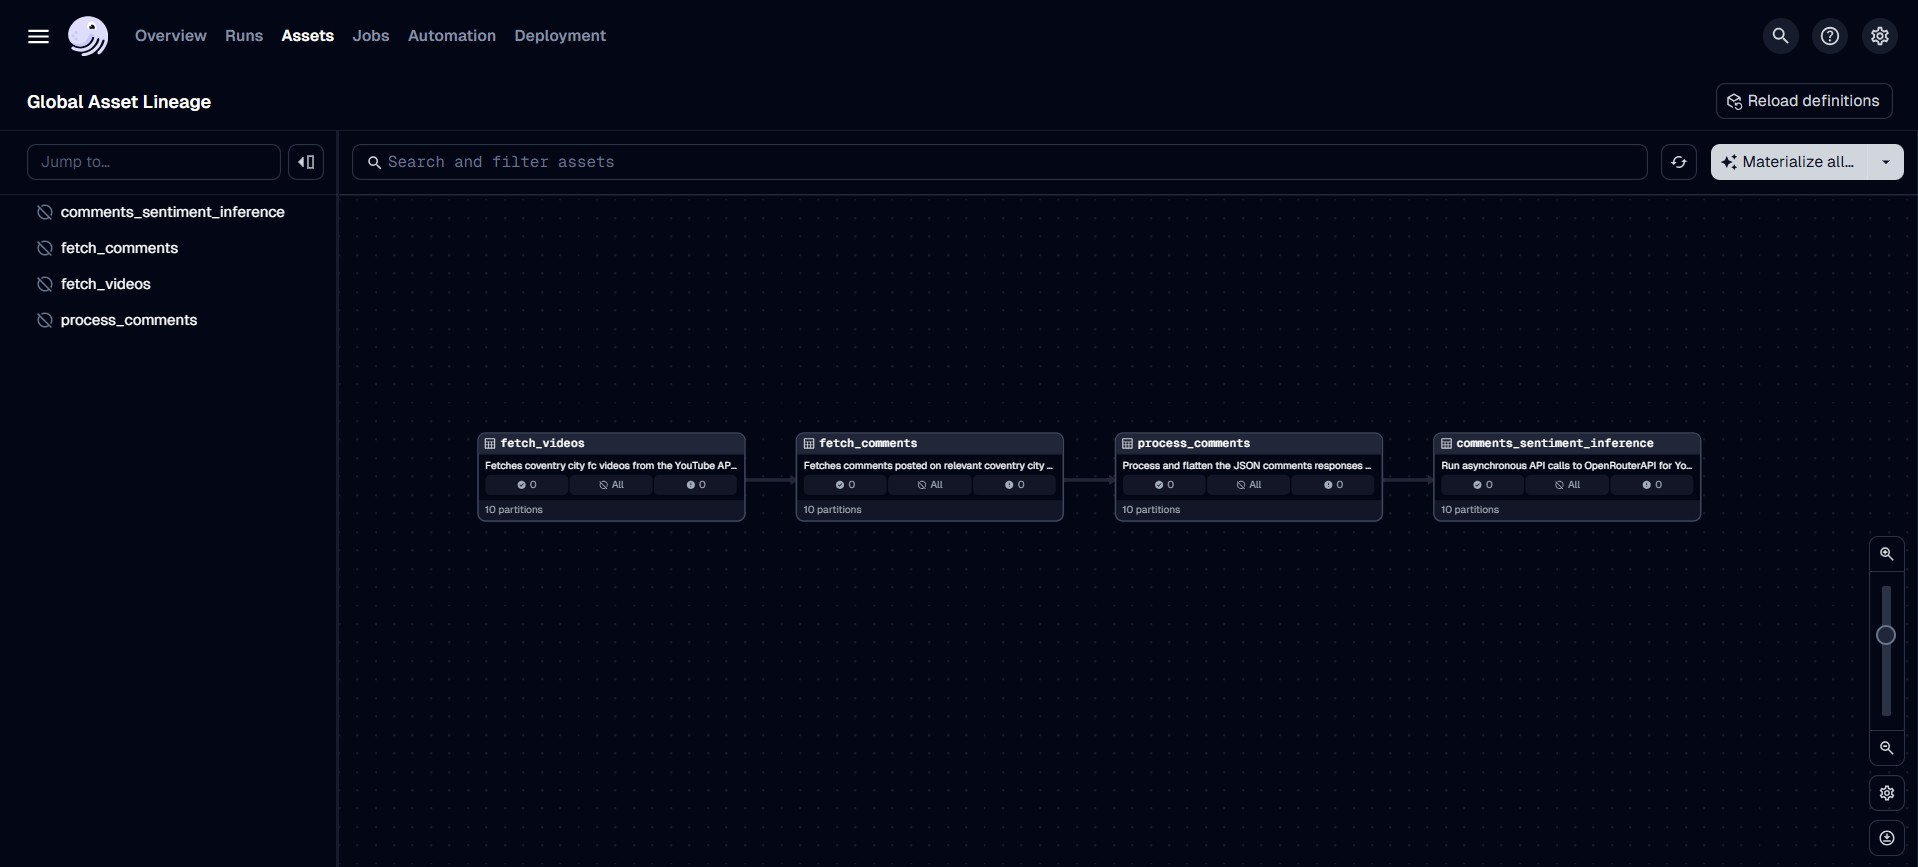 Overview Runs Assets Jobs Automation Deployment
Global Asset Lineage
Reload definitions
Jump to…
Search and filter assets
Materialize all…
comments_sentiment_inference
fetch_comments
fetch_videos
process_comments
fetch_videos
Fetches coventry city fc videos from the YouTube AP…
0 All 0
10 partitions
fetch_comments
Fetches comments posted on relevant coventry city …
0 All 0
10 partitions
process_comments
Process and flatten the JSON comments responses …
0 All 0
10 partitions
comments_sentiment_inference
Run asynchronous API calls to OpenRouterAPI for Yo…
0 All 0
10 partitions